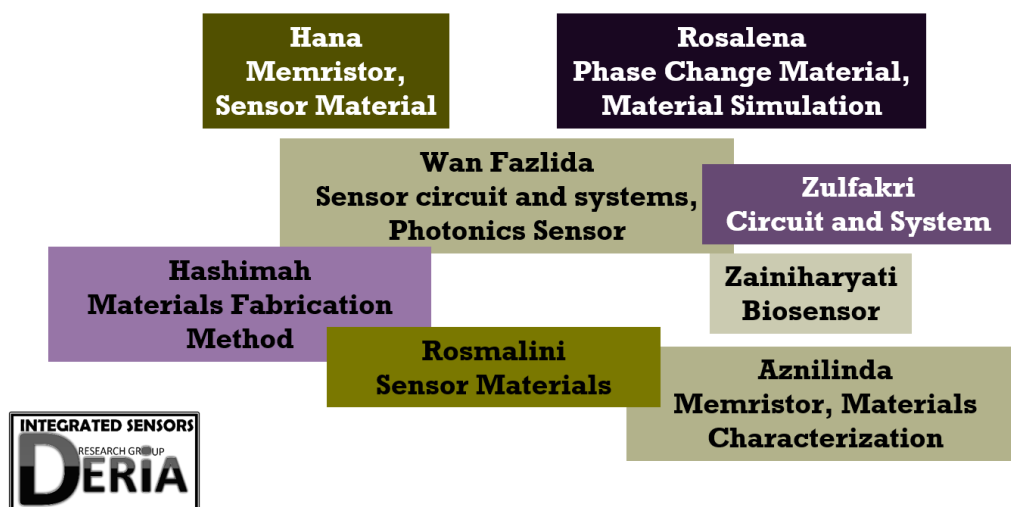 Hana
Memristor,
Sensor Material
Rosalena
Phase Change Material,
Material Simulation
Wan Fazlida
Sensor circuit and systems,
Photonics Sensor
Zulfakri
Circuit and System
Hashimah
Materials Fabrication
Method
Zainiharyati
Biosensor
Rosmalini
Sensor Materials
Aznilinda
Memristor, Materials
Characterization
INTEGRATED SENSORS
RESEARCH GROUP
DERiA